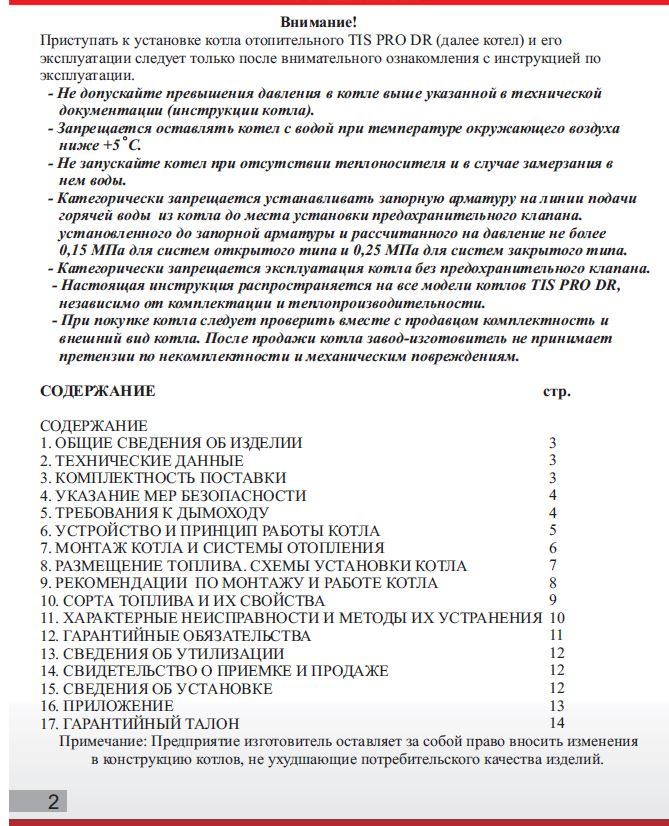 Внимание!
Приступать к установке котла отопительного TIS PRO DR (далее котел) и его
эксплуатации следует только после внимательного ознакомления с инструкцией по
эксплуатации.
- Не допускайте превышения давления в котле выше указанной в технической
документации (инструкции котла).
- Запрещается оставлять котел с водой при температуре окружающего воздуха
ниже +5°С.
- Не запускайте котел при отсутствии теплоносителя и в случае замерзания в
нем воды.
- Категорически запрещается устанавливать запорную арматуру на линии подачи
горячей воды из котла до места установки предохранительного клапана.
установленного до запорной арматуры и рассчитанного на давление не более
0,15 МПа для систем открытого типа и 0,25 МПа для систем закрытого типа.
- Категорически запрещается эксплуатация котла без предохранительного клапана.
- Настоящая инструкция распространяется на все модели котлов TIS PRO DR,
независимо от комплектации и теплопроизводительности.
- При покупке котла следует проверить вместе с продавцом комплектность и
внешний вид котла. После продажи котла завод-изготовитель не принимает
претензии по некомплектности и механическим повреждениям.
СОДЕРЖАНИЕ стр.
СОДЕРЖАНИЕ
1. ОБЩИЕ СВЕДЕНИЯ ОБ ИЗДЕЛИИ 3
2. ТЕХНИЧЕСКИЕ ДАННЫЕ 3
3. КОМПЛЕКТНОСТЬ ПОСТАВКИ 3
4. УКАЗАНИЕ МЕР БЕЗОПАСНОСТИ 4
5. ТРЕБОВАНИЯ К ДЫМОХОДУ 4
6. УСТРОЙСТВО И ПРИНЦИП РАБОТЫ КОТЛА 5
7. МОНТАЖ КОТЛА И СИСТЕМЫ ОТОПЛЕНИЯ 6
8. РАЗМЕЩЕНИЕ ТОПЛИВА. СХЕМЫ УСТАНОВКИ КОТЛА 7
9. РЕКОМЕНДАЦИИ ПО МОНТАЖУ И РАБОТЕ КОТЛА 8
10. СОРТА ТОПЛИВА И ИХ СВОЙСТВА 9
11. ХАРАКТЕРНЫЕ НЕИСПРАВНОСТИ И МЕТОДЫ ИХ УСТРАНЕНИЯ 10
12. ГАРАНТИЙНЫЕ ОБЯЗАТЕЛЬСТВА 11
13. СВЕДЕНИЯ ОБ УТИЛИЗАЦИИ 12
14. СВИДЕТЕЛЬСТВО О ПРИЕМКЕ И ПРОДАЖЕ 12
15. СВЕДЕНИЯ ОБ УСТАНОВКЕ 12
16. ПРИЛОЖЕНИЕ 13
17. ГАРАНТИЙНЫЙ ТАЛОН 14
Примечание: Предприятие изготовитель оставляет за собой право вносить изменения
в конструкцию котлов, не ухудшающие потребительского качества изделий.
2